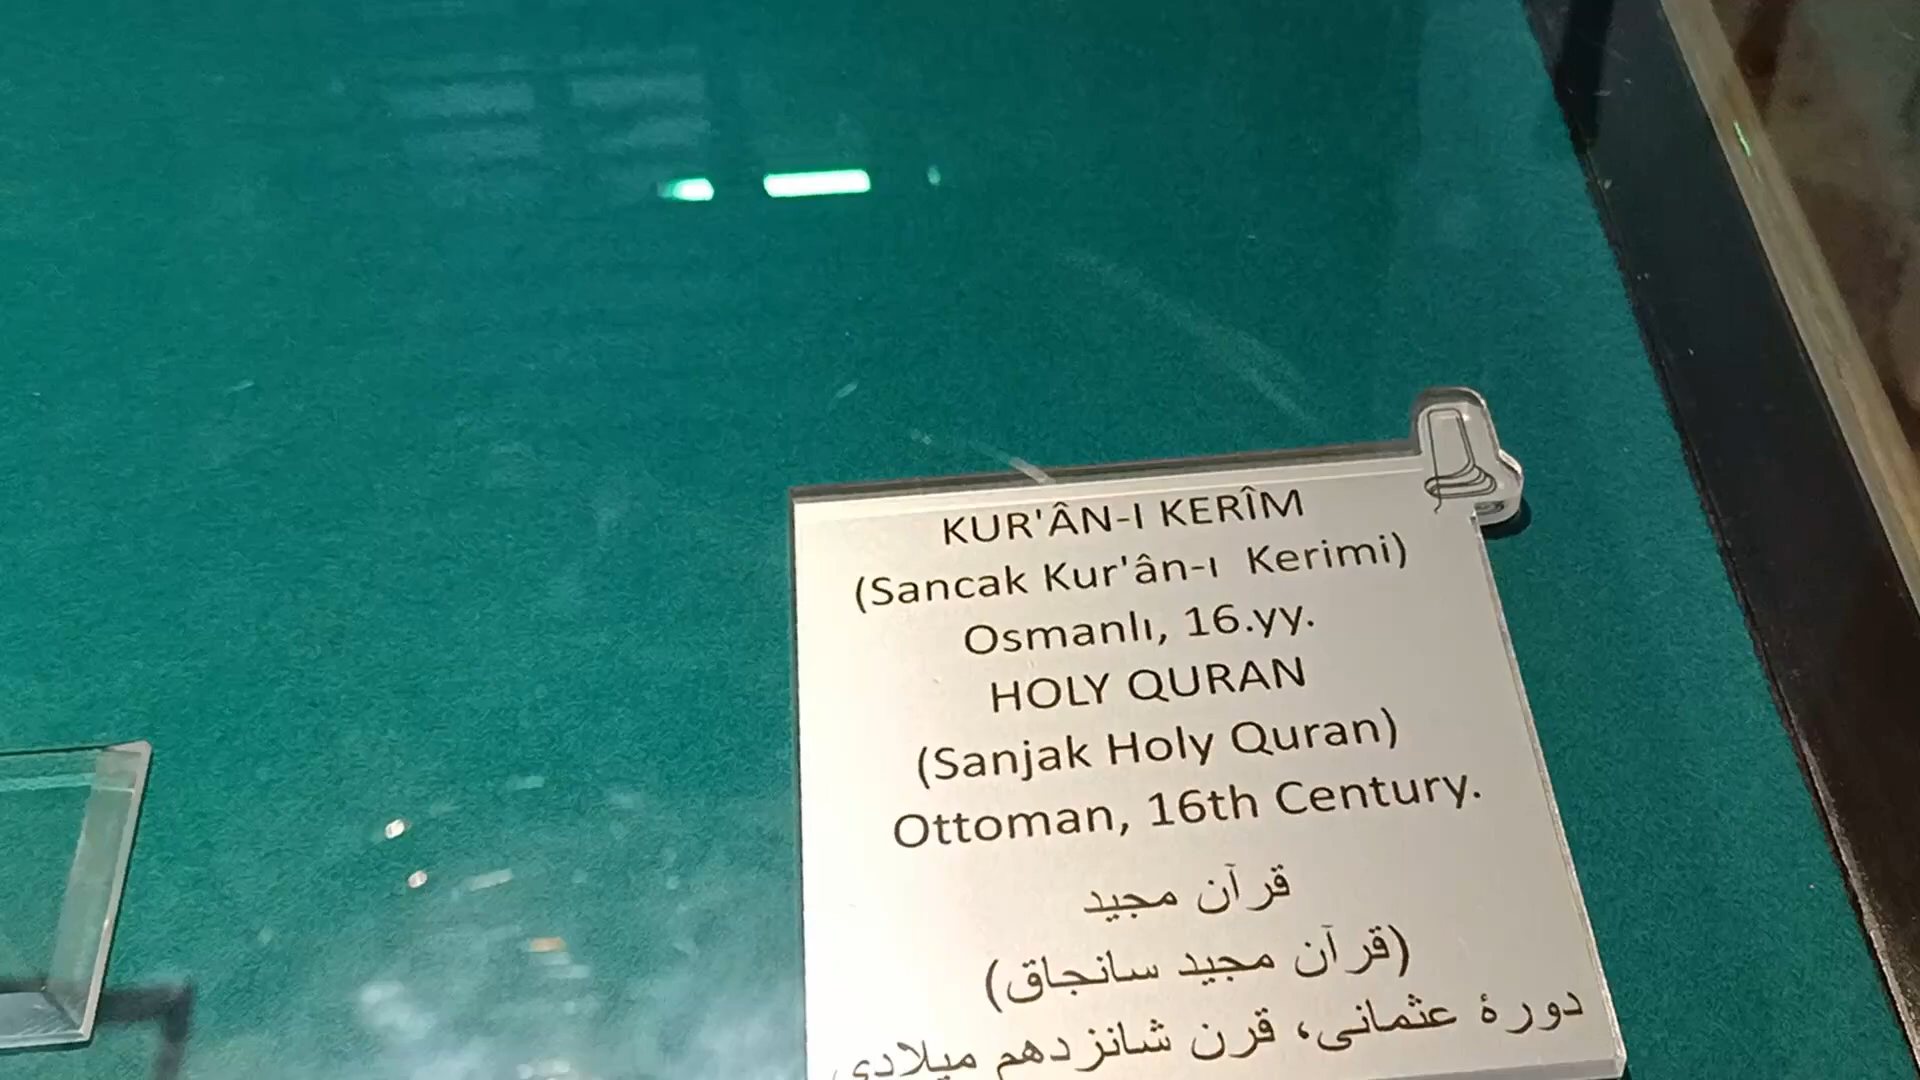 KUR'ÂN-I KERÎM
(Sancak Kur'ân-ı Kerimi)
Osmanlı, 16.yy.
HOLY QURAN
(Sanjak Holy Quran)
Ottoman, 16th Century.
قرآن مجید
(قرآن مجید سانجاق)
دورهٔ عثمانی، قرن شانزدهم میلادی